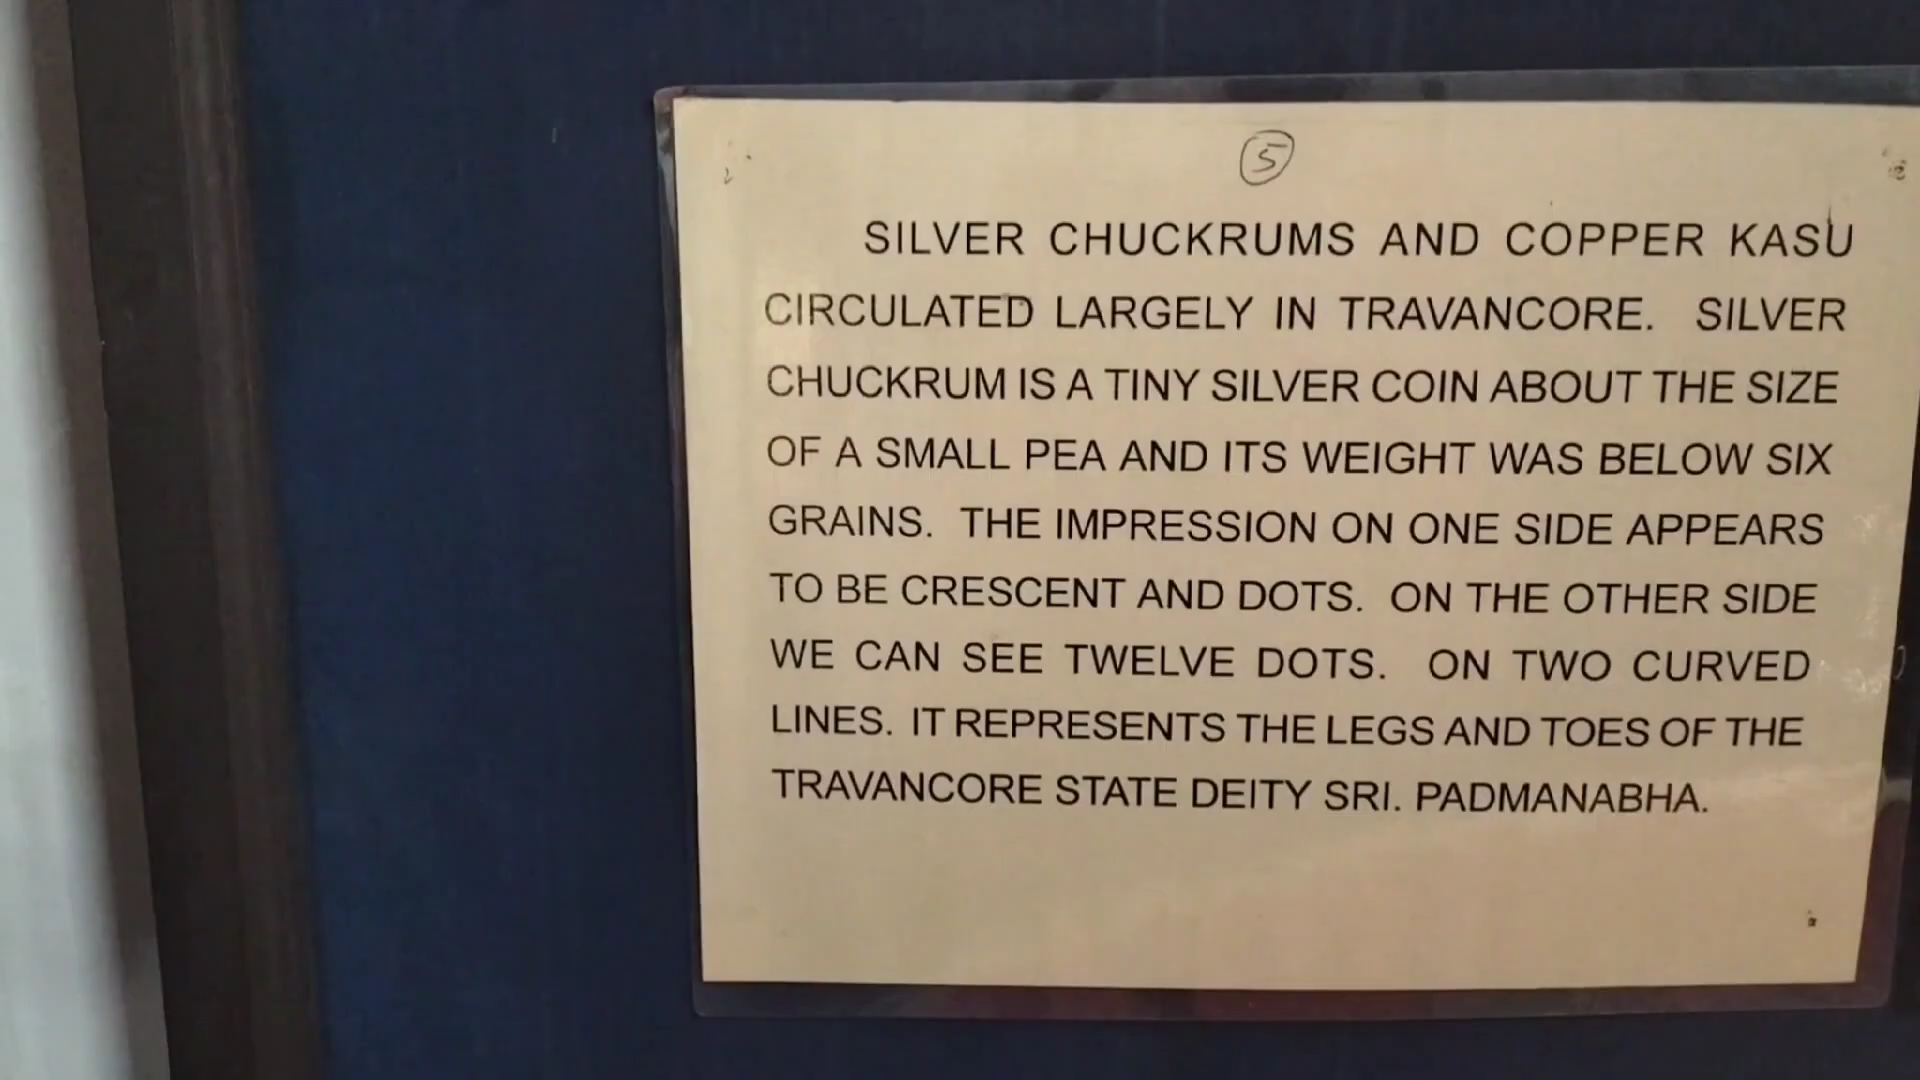 5
SILVER CHUCKRUMS AND COPPER KASU
CIRCULATED LARGELY IN TRAVANCORE. SILVER
CHUCKRUM IS A TINY SILVER COIN ABOUT THE SIZE
OF A SMALL PEA AND ITS WEIGHT WAS BELOW SIX
GRAINS. THE IMPRESSION ON ONE SIDE APPEARS
TO BE CRESCENT AND DOTS. ON THE OTHER SIDE
WE CAN SEE TWELVE DOTS. ON TWO CURVED
LINES. IT REPRESENTS THE LEGS AND TOES OF THE
TRAVANCORE STATE DEITY SRI. PADMANABHA.